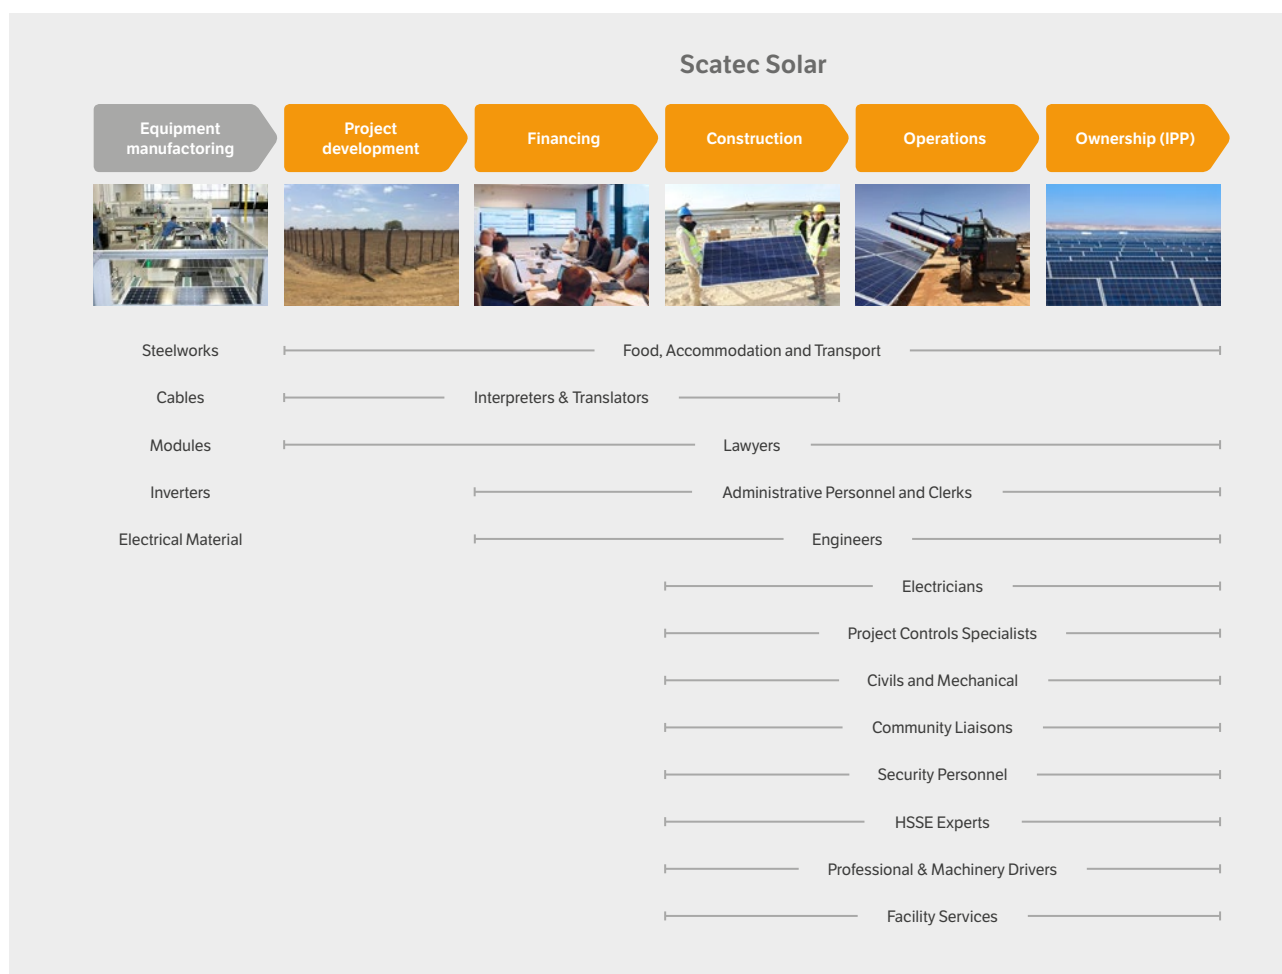 Scatec Solar
Equipment
manufactoring
Project
development
Financing
Construction
Operations
Ownership (IPP)
Steelworks
Food, Accommodation and Transport
Cables
Interpreters & Translators
Modules
Lawyers
Inverters
Administrative Personnel and Clerks
Electrical Material
Engineers
Electricians
Project Controls Specialists
Civils and Mechanical
Community Liaisons
Security Personnel
HSSE Experts
Professional & Machinery Drivers
Facility Services